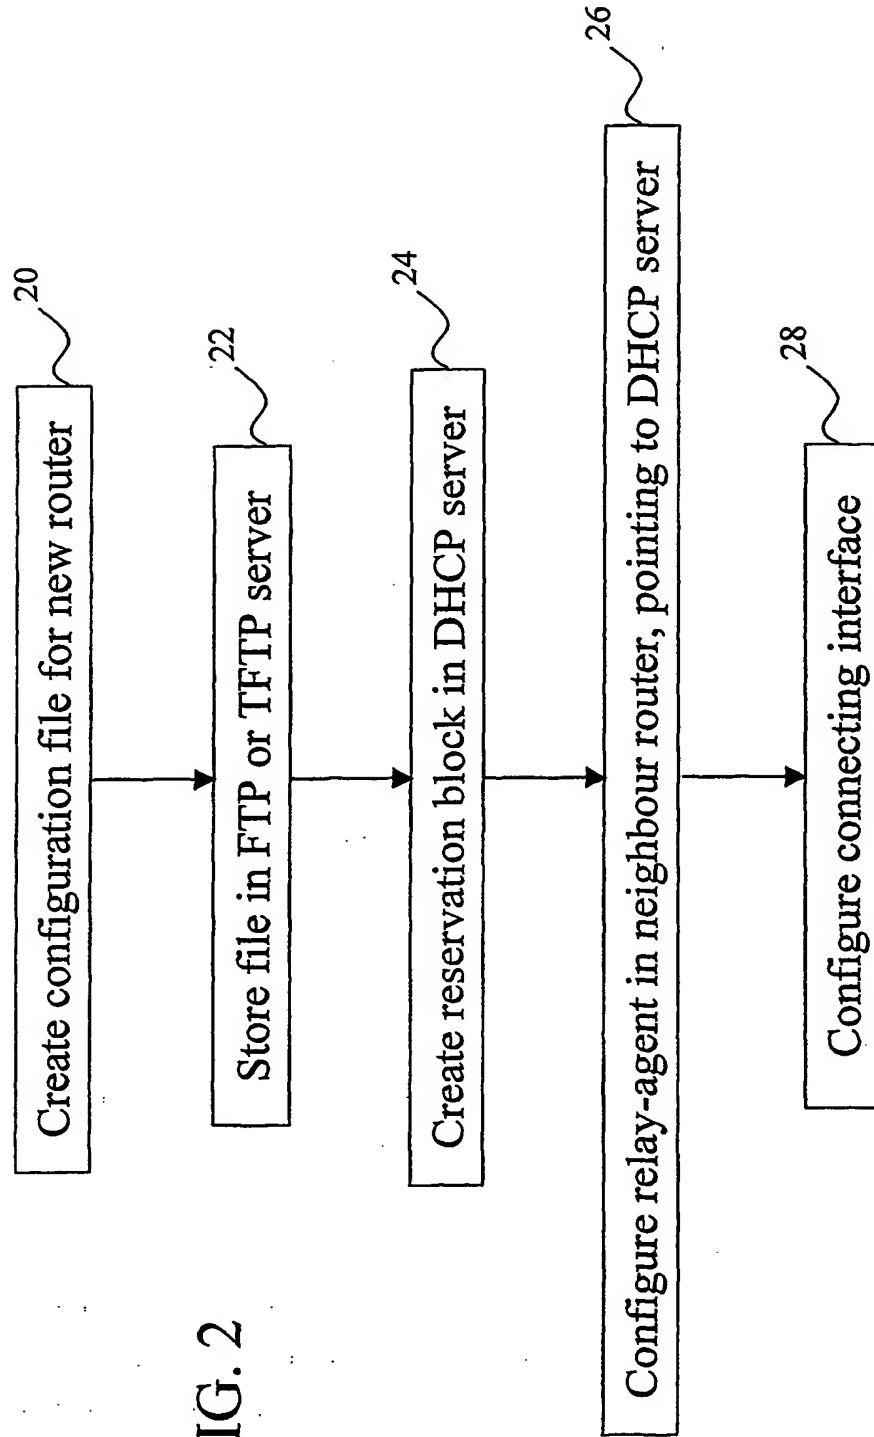 20
Create configuration file for new router
22
Store file in FTP or TFTP server
24
Create reservation block in DHCP server
26
Configure relay-agent in neighbour router, pointing to DHCP server
28
Configure connecting interface
IG. 2